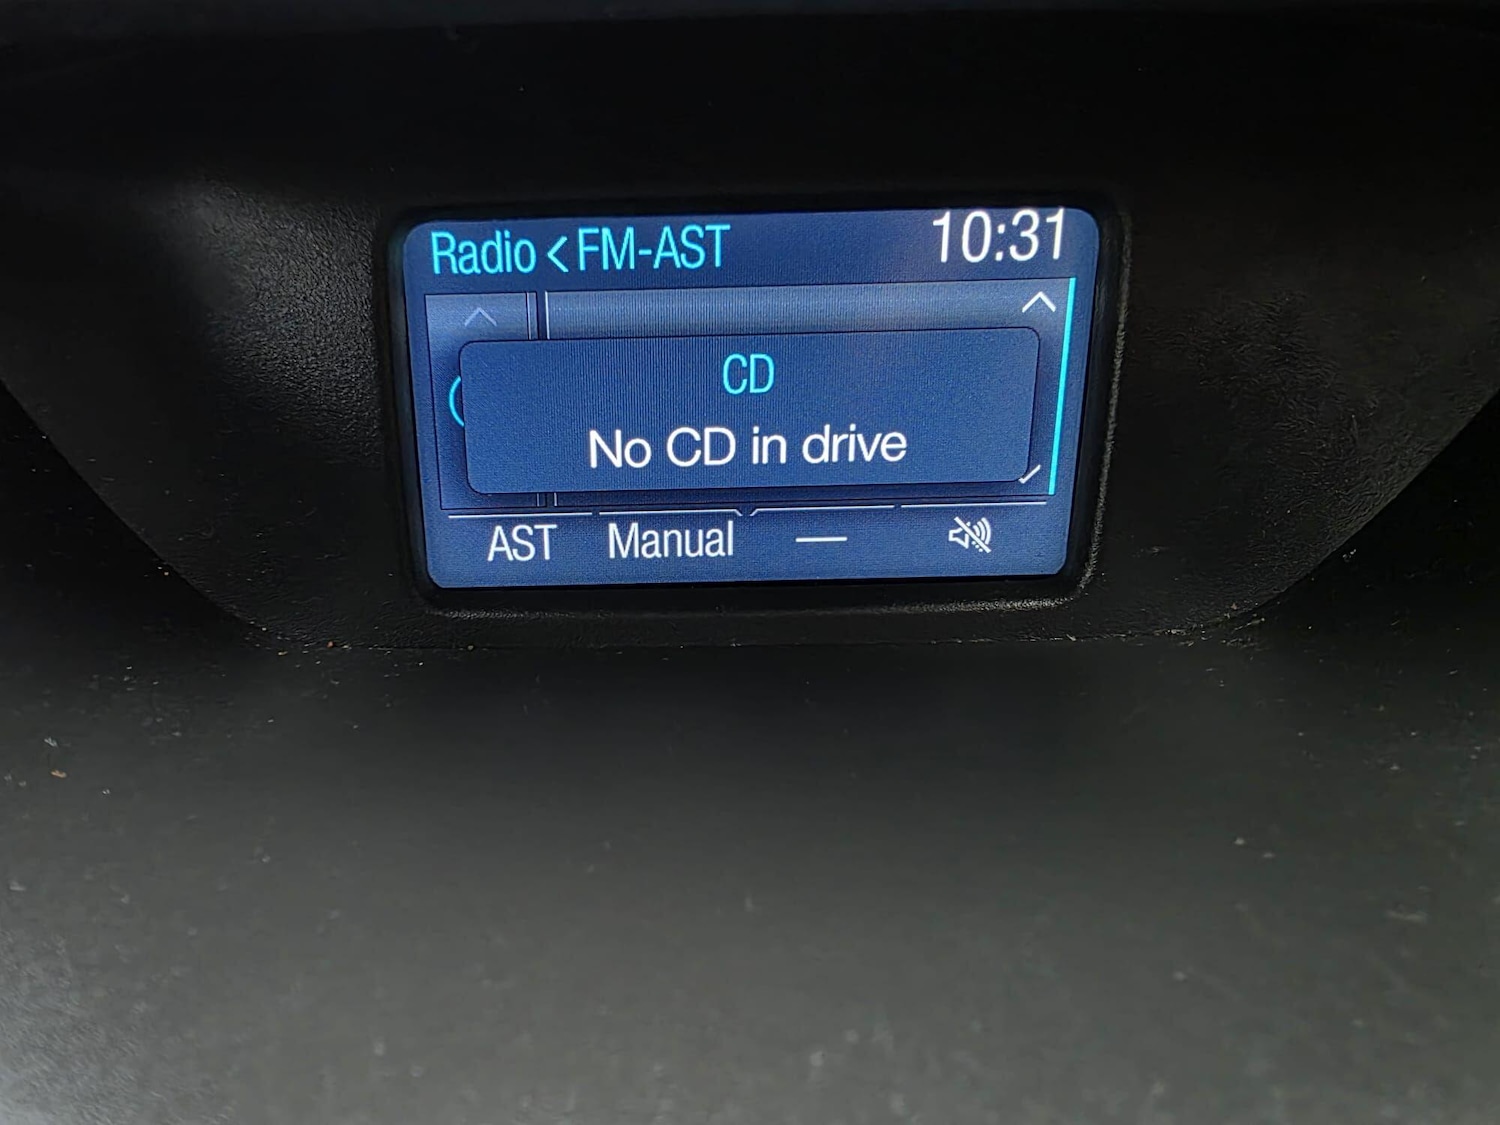 Radio < FM-AST 10:31
CD
No CD in drive
AST Manual —